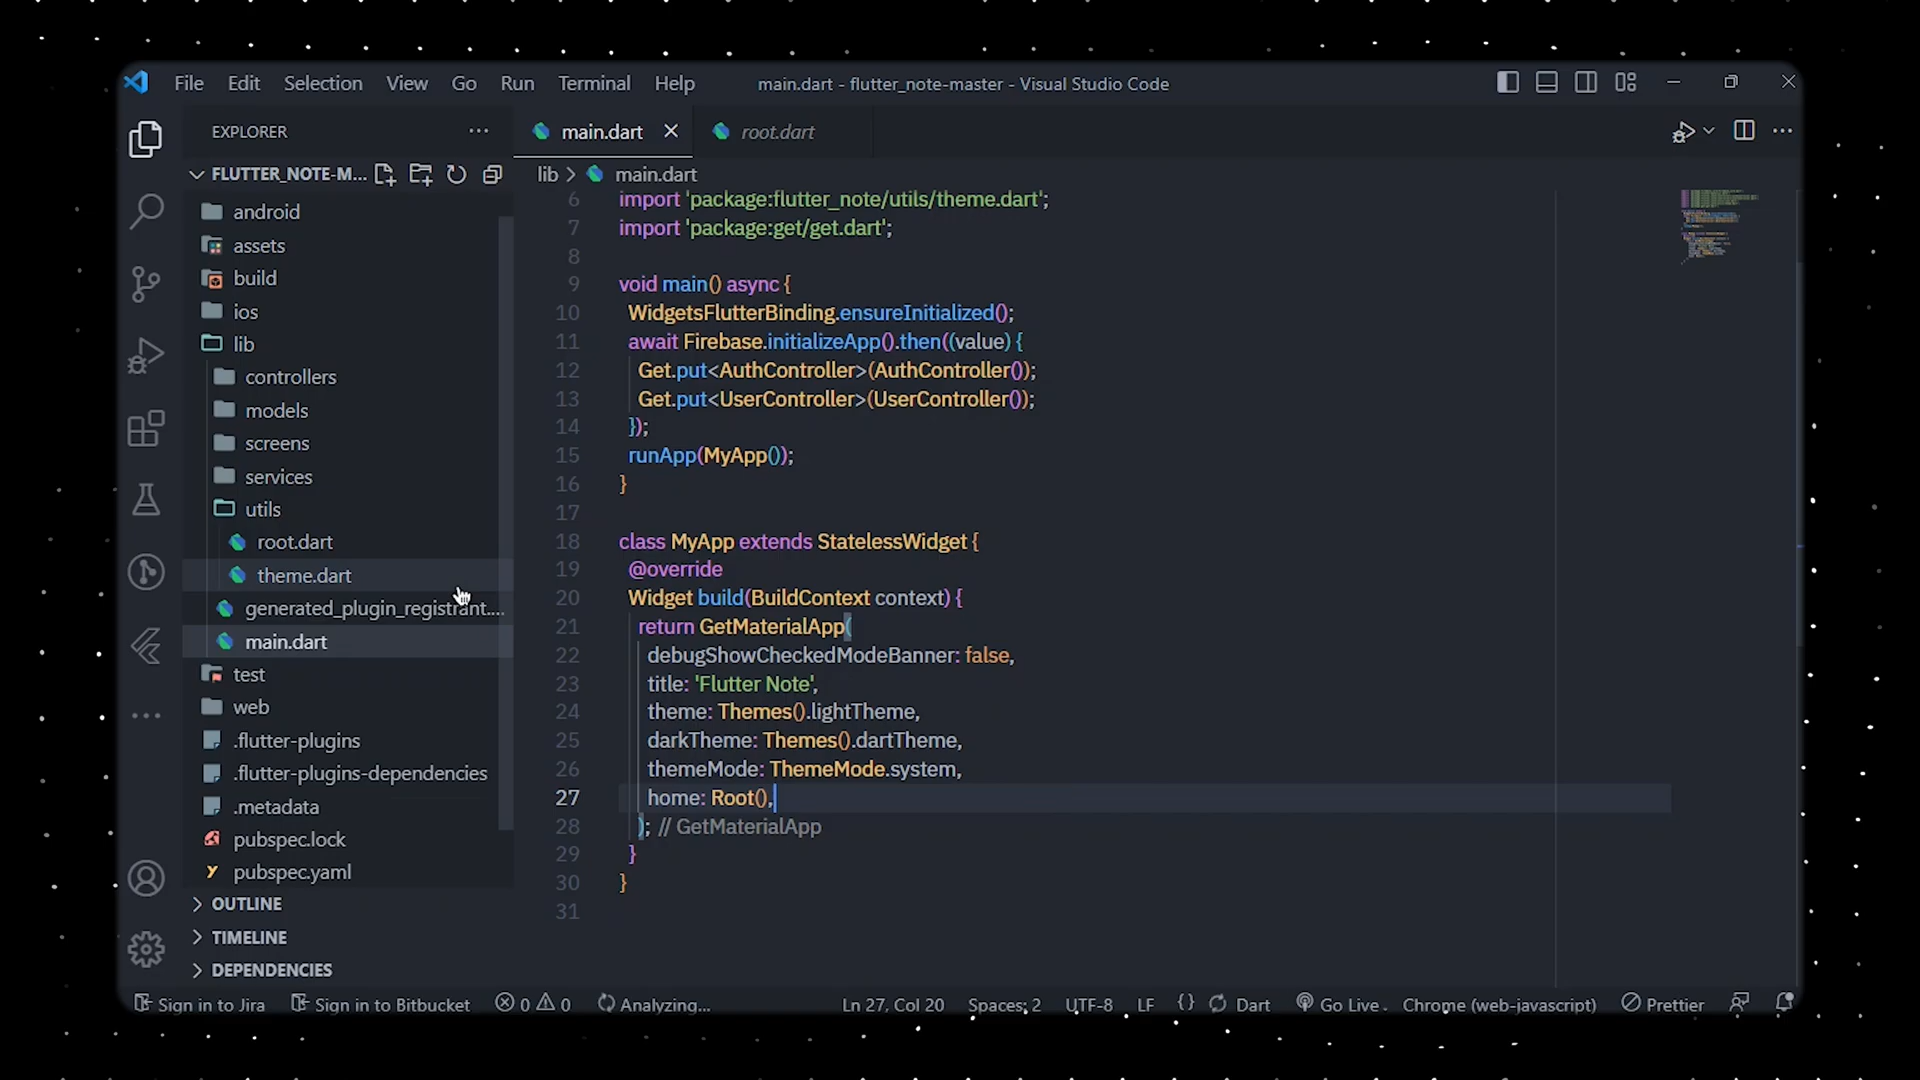 File Edit Selection View Go Run Terminal Help
main.dart - flutter_note-master - Visual Studio Code
EXPLORER
main.dart
root.dart
FLUTTER_NOTE-M...
android
assets
build
ios
lib
controllers
models
screens
services
utils
root.dart
theme.dart
generated_plugin_registrant....
main.dart
test
web
.flutter-plugins
.flutter-plugins-dependencies
.metadata
pubspec.lock
pubspec.yaml
OUTLINE
TIMELINE
DEPENDENCIES
lib > main.dart
6 import 'package:flutter_note/utils/theme.dart';
7 import 'package:get/get.dart';
8
9 void main() async {
10 WidgetsFlutterBinding.ensureInitialized();
11 await Firebase.initializeApp().then((value) {
12 Get.put<AuthController>(AuthController());
13 Get.put<UserController>(UserController());
14 });
15 runApp(MyApp());
16 }
17
18 class MyApp extends StatelessWidget {
19 @override
20 Widget build(BuildContext context) {
21 return GetMaterialApp(
22 debugShowCheckedModeBanner: false,
23 title: 'Flutter Note',
24 theme: Themes().lightTheme,
25 darkTheme: Themes().dartTheme,
26 themeMode: ThemeMode.system,
27 home: Root(),
28 ); // GetMaterialApp
29 }
30 }
31
Sign in to Jira Sign in to Bitbucket 0 0 Analyzing... Ln 27, Col 20 Spaces: 2 UTF-8 LF {} Dart Go Live Chrome (web-javascript) Prettier